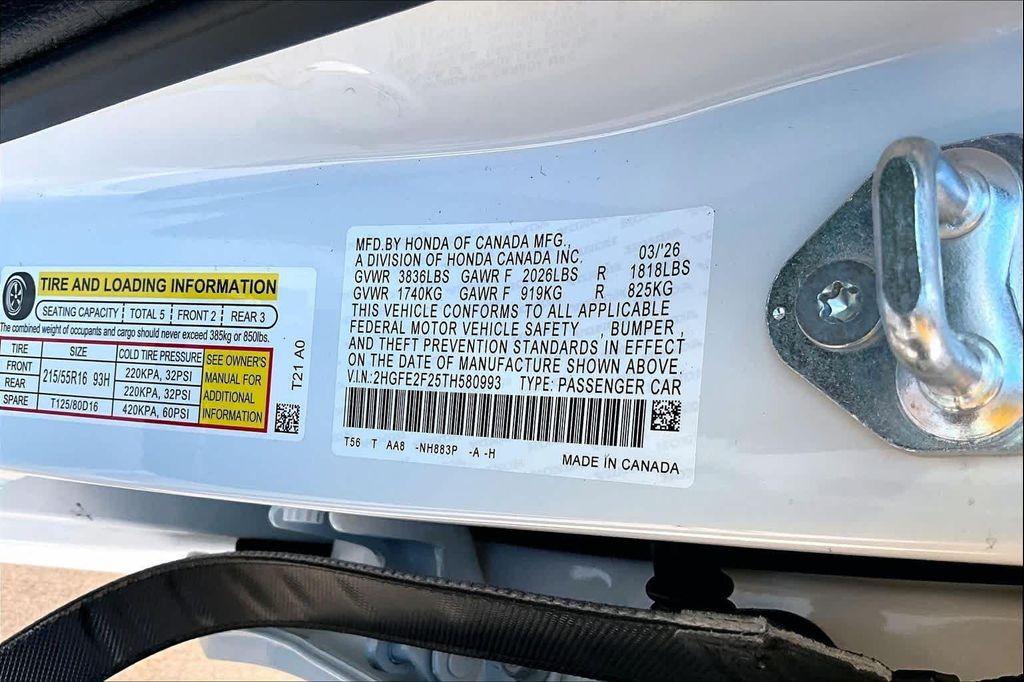 TIRE AND LOADING INFORMATION
SEATING CAPACITY TOTAL 5 FRONT 2 REAR 3
The combined weight of occupants and cargo should never exceed 385kg or 850lbs.
TIRE SIZE COLD TIRE PRESSURE
FRONT 215/55R16 93H 220KPA, 32PSI
REAR 220KPA, 32PSI
SPARE T125/80D16 420KPA, 60PSI
SEE OWNER'S
MANUAL FOR
ADDITIONAL
INFORMATION
T21 A0
MFD.BY HONDA OF CANADA MFG.,
A DIVISION OF HONDA CANADA INC. 03/'26
GVWR 3836LBS GAWR F 2026LBS R 1818LBS
GVWR 1740KG GAWR F 919KG R 825KG
THIS VEHICLE CONFORMS TO ALL APPLICABLE
FEDERAL MOTOR VEHICLE SAFETY , BUMPER ,
AND THEFT PREVENTION STANDARDS IN EFFECT
ON THE DATE OF MANUFACTURE SHOWN ABOVE.
V.I.N.:2HGFE2F25TH580993 TYPE: PASSENGER CAR
T56 T AA8 -NH883P -A -H
MADE IN CANADA